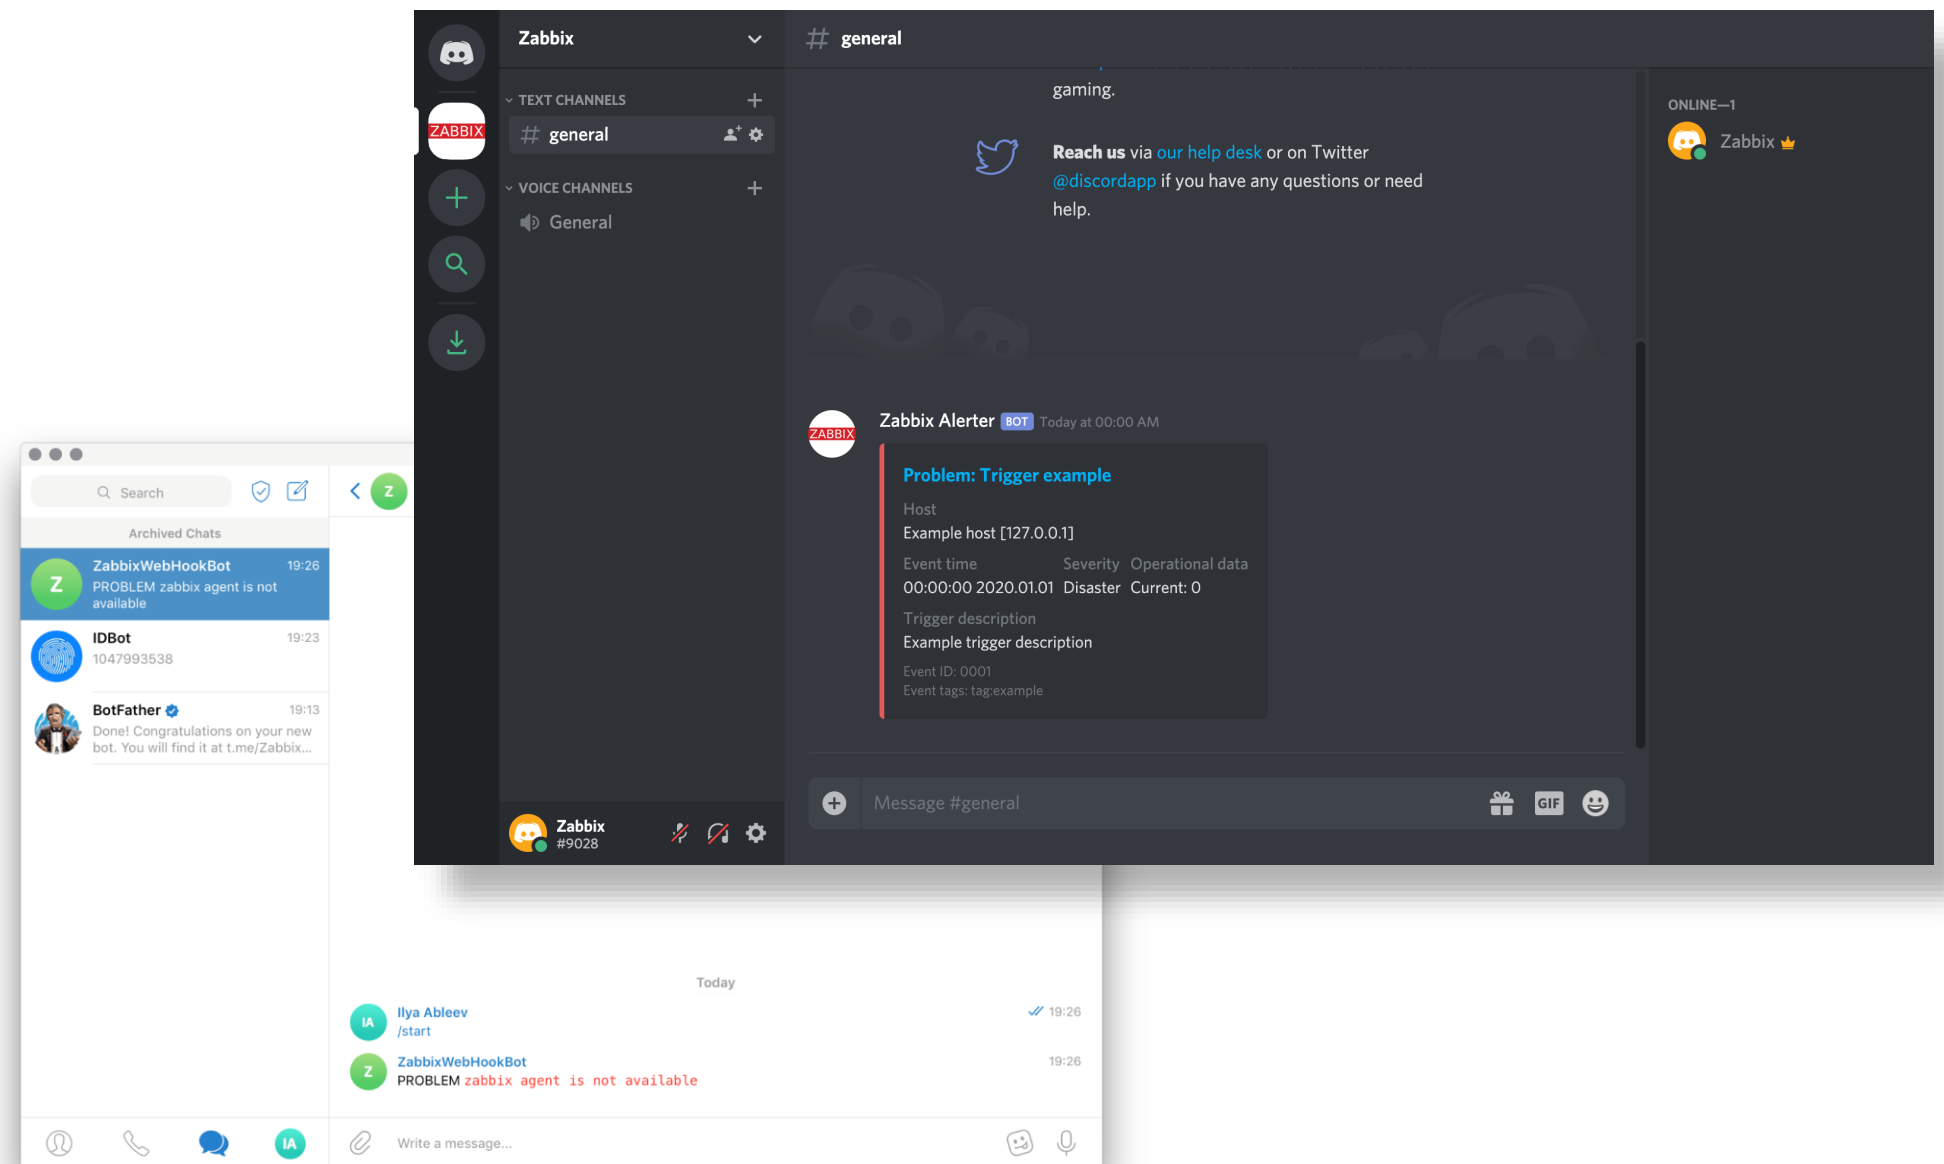 Zabbix
general
TEXT CHANNELS
general
VOICE CHANNELS
General
ZABBIX
gaming.
Reach us via our help desk or on Twitter
@discordapp if you have any questions or need
help.
ONLINE—1
Zabbix
ZABBIX
Zabbix Alerter BOT Today at 00:00 AM
Problem: Trigger example
Host
Example host [127.0.0.1]
Event time Severity Operational data
00:00:00 2020.01.01 Disaster Current: 0
Trigger description
Example trigger description
Event ID: 0001
Event tags: tag:example
Message #general
GIF
Zabbix
#9028
Search
Z
Archived Chats
Z
ZabbixWebHookBot 19:26
PROBLEM zabbix agent is not
available
IDBot 19:23
1047993538
BotFather 19:13
Done! Congratulations on your new
bot. You will find it at t.me/Zabbix...
Today
IA
Ilya Ableev 19:26
/start
Z
ZabbixWebHookBot 19:26
PROBLEM zabbix agent is not available
IA
Write a message...